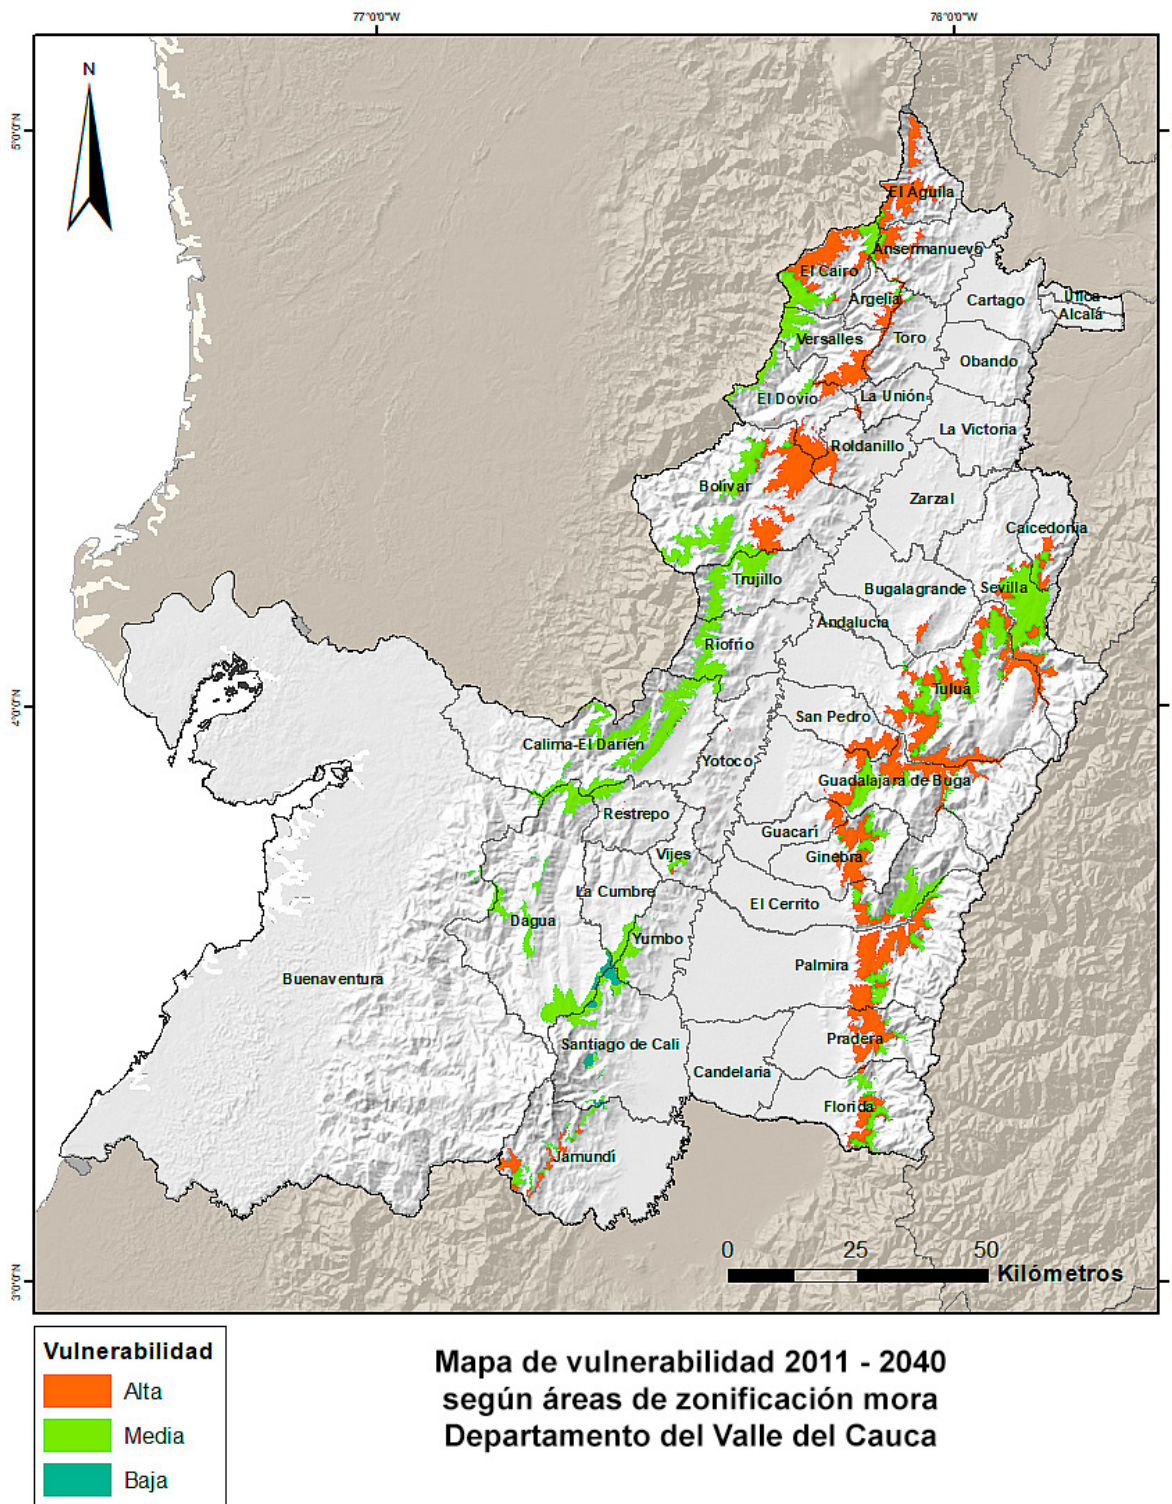 77°0'0"W
76°0'0"W
N
5°0'0"N
El Águila
Ansermanuevo
El Cairo
Argelia
Cartago
Ulloa
Alcalá
Versalles
Toro
Obando
El Dovio
La Unión
La Victoria
Roldanillo
Bolívar
Zarzal
Caicedonia
Trujillo
Bugalagrande
Sevilla
Andalucía
Riofrío
Tuluá
4°0'0"N
San Pedro
Calima-El Darién
Yotoco
Guadalajara de Buga
Restrepo
Guacarí
Vijes
Ginebra
La Cumbre
El Cerrito
Dagua
Yumbo
Palmira
Buenaventura
Santiago de Cali
Pradera
Candelaria
Florida
Jamundí
0 25 50
Kilómetros
3°0'0"N
Vulnerabilidad
Alta
Media
Baja
Mapa de vulnerabilidad 2011 - 2040
según áreas de zonificación mora
Departamento del Valle del Cauca